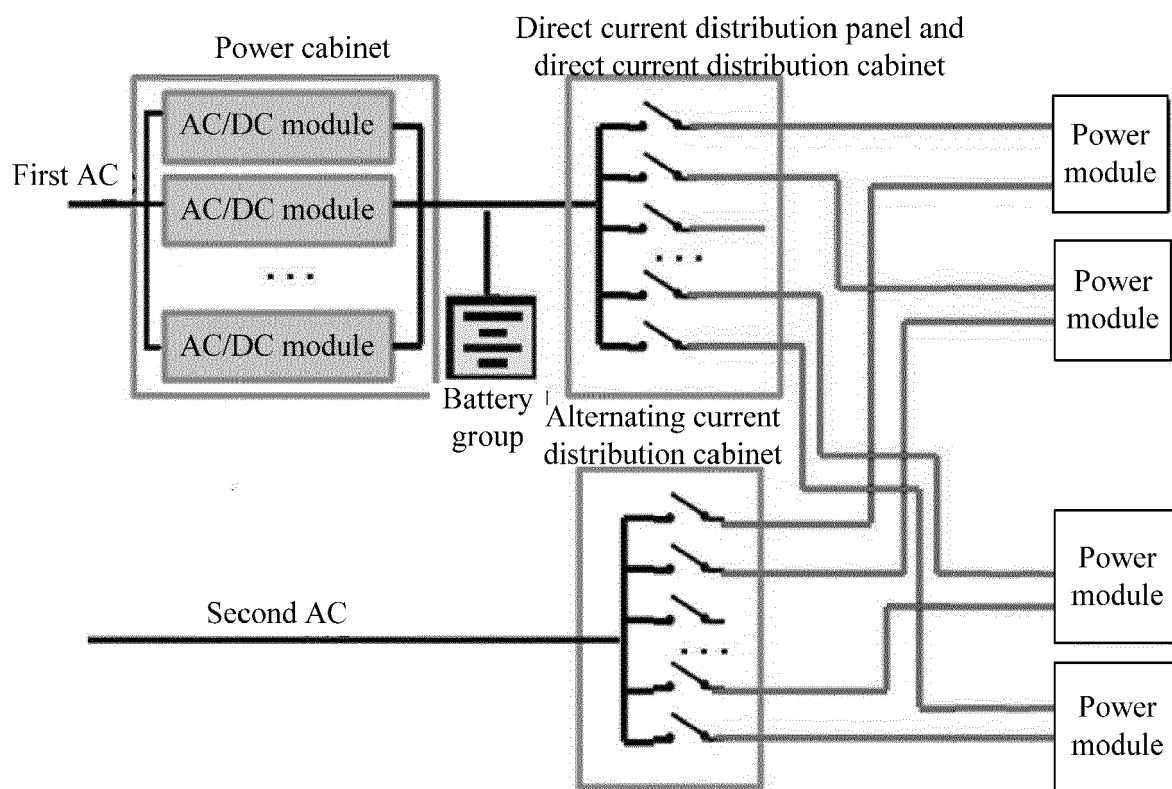 Direct current distribution panel and
direct current distribution cabinet
Power cabinet
AC/DC module
First AC
AC/DC module
. . .
AC/DC module
Battery
group
. . .
Power
module
Power
module
Alternating current
distribution cabinet
Second AC
. . .
Power
module
Power
module